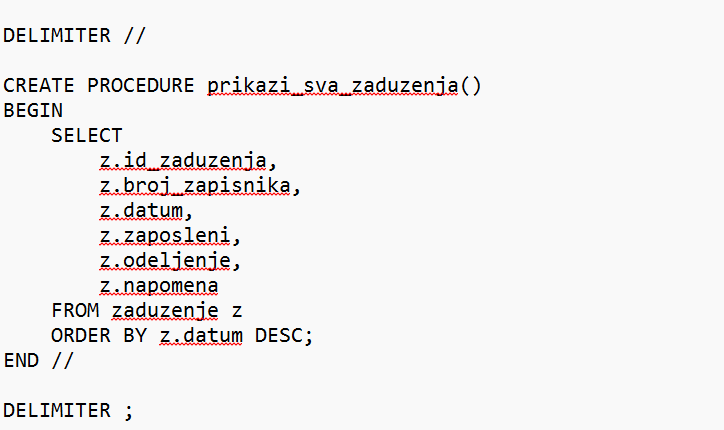 DELIMITER //
CREATE PROCEDURE prikazi_sva_zaduzenja()
BEGIN
    SELECT
        z.id_zaduzenja,
        z.broj_zapisnika,
        z.datum,
        z.zaposleni,
        z.odeljenje,
        z.napomena
    FROM zaduzenje z
    ORDER BY z.datum DESC;
END //
DELIMITER ;